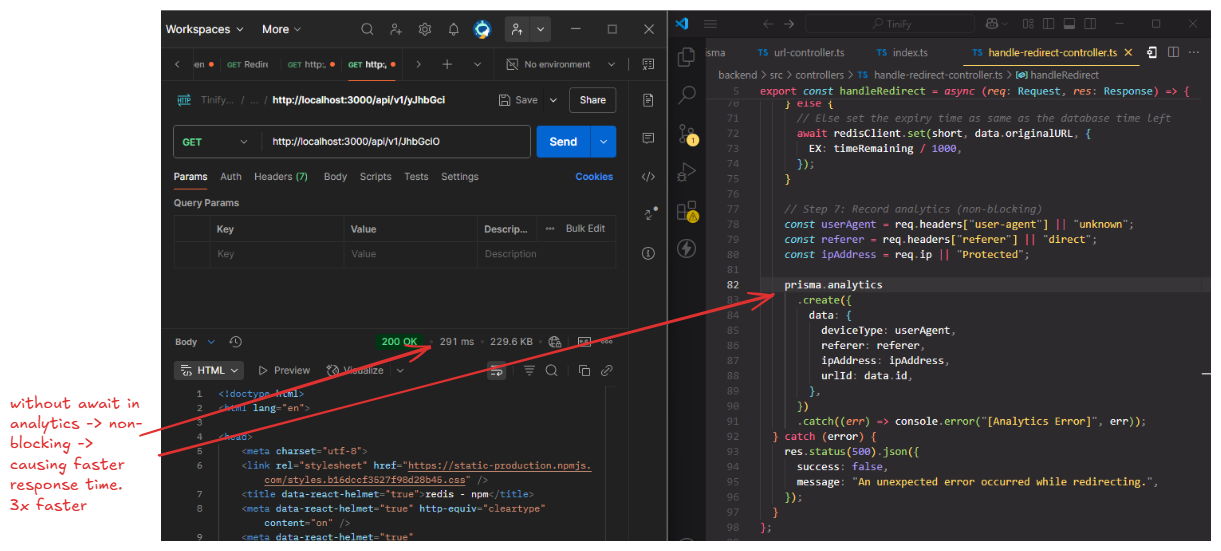 without await in
analytics -> non-
blocking ->
causing faster
response time.
3x faster
Workspaces More
en GET Redire GET http:, GET http:, No environment
HTTP Tinify... / ... / http://localhost:3000/api/v1/yJhbGci Save Share
GET http://localhost:3000/api/v1/JhbGciO Send
Params Auth Headers (7) Body Scripts Tests Settings Cookies
Query Params
Key Value Descrip... Bulk Edit
Key Value Description
Body 200 OK 291 ms 229.6 KB
HTML Preview Visualize
1 <!doctype html>
2 <html lang="en">
3
4 <head>
5 <meta charset="utf-8">
6 <link rel="stylesheet" href="https://static-production.npmjs.
com/styles.b16dccf3527f98d28b45.css" />
7 <title data-react-helmet="true">redis - npm</title>
8 <meta data-react-helmet="true" http-equiv="cleartype"
content="on" />
9 <meta data-react-helmet="true"
TiniFy
isma TS url-controller.ts TS index.ts TS handle-redirect-controller.ts
backend > src > controllers > TS handle-redirect-controller.ts > handleRedirect
5 export const handleRedirect = async (req: Request, res: Response) => {
70 } else {
71 // Else set the expiry time as same as the database time left
72 await redisClient.set(short, data.originalURL, {
73 EX: timeRemaining / 1000,
74 });
75 }
76
77 // Step 7: Record analytics (non-blocking)
78 const userAgent = req.headers["user-agent"] || "unknown";
79 const referer = req.headers["referer"] || "direct";
80 const ipAddress = req.ip || "Protected";
81
82 prisma.analytics
83 .create({
84 data: {
85 deviceType: userAgent,
86 referer: referer,
87 ipAddress: ipAddress,
88 urlId: data.id,
89 },
90 })
91 .catch((err) => console.error("[Analytics Error]", err));
92 } catch (error) {
93 res.status(500).json({
94 success: false,
95 message: "An unexpected error occurred while redirecting.",
96 });
97 }
98 };